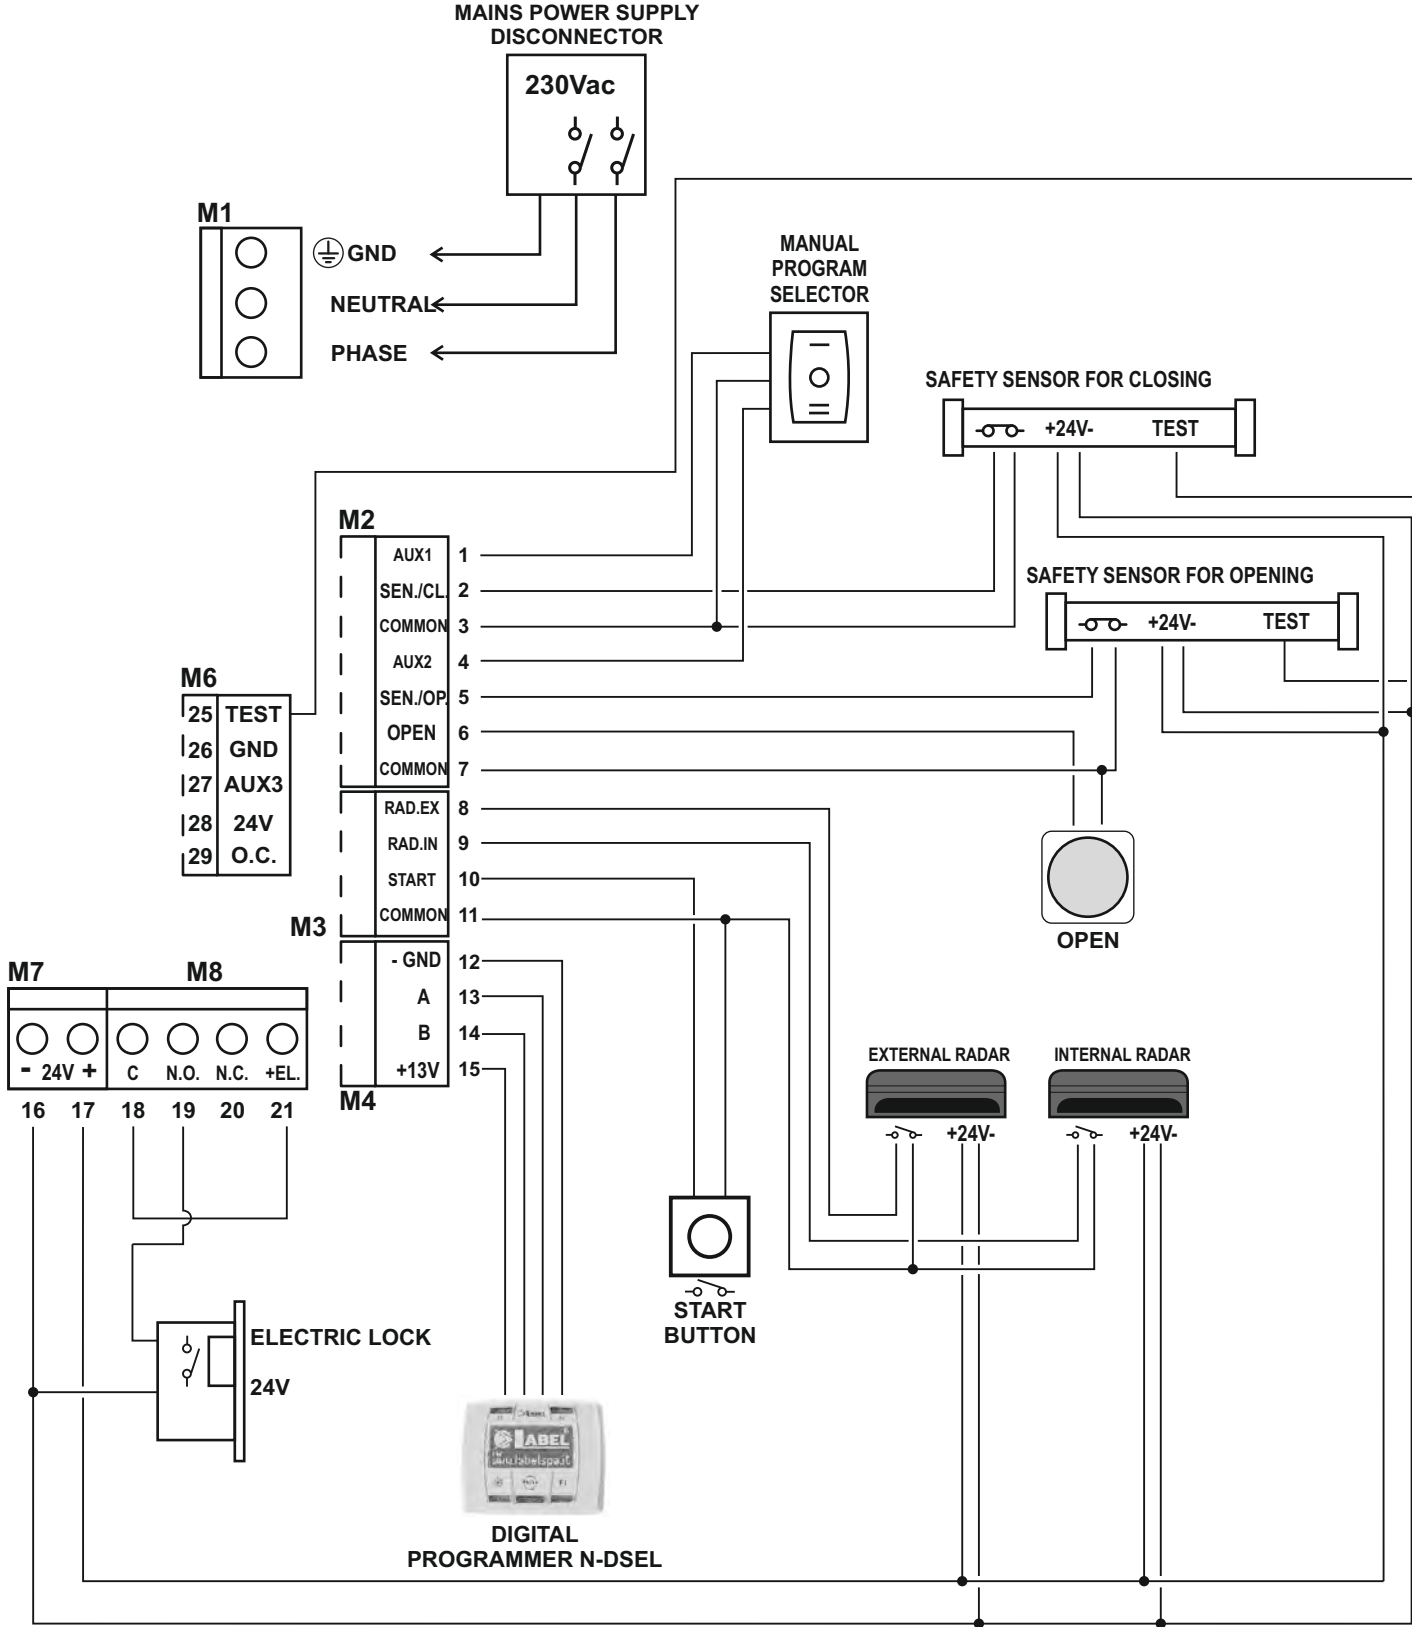 MAINS POWER SUPPLY
DISCONNECTOR
230Vac
M1
GND
NEUTRAL
PHASE
MANUAL
PROGRAM
SELECTOR
SAFETY SENSOR FOR CLOSING
+24V-
TEST
M2
AUX1 1
SEN./CL. 2
COMMON 3
AUX2 4
SEN./OP. 5
OPEN 6
COMMON 7
SAFETY SENSOR FOR OPENING
+24V-
TEST
M6
25 TEST
26 GND
27 AUX3
28 24V
29 O.C.
RAD.EX 8
RAD.IN 9
START 10
COMMON 11
M3
OPEN
- GND 12
A 13
B 14
+13V 15
M4
M7
M8
- 24V +
C
N.O.
N.C.
+EL.
16 17 18 19 20 21
EXTERNAL RADAR
+24V-
INTERNAL RADAR
+24V-
START
BUTTON
ELECTRIC LOCK
24V
LABEL
www.labelspa.it
DIGITAL
PROGRAMMER N-DSEL